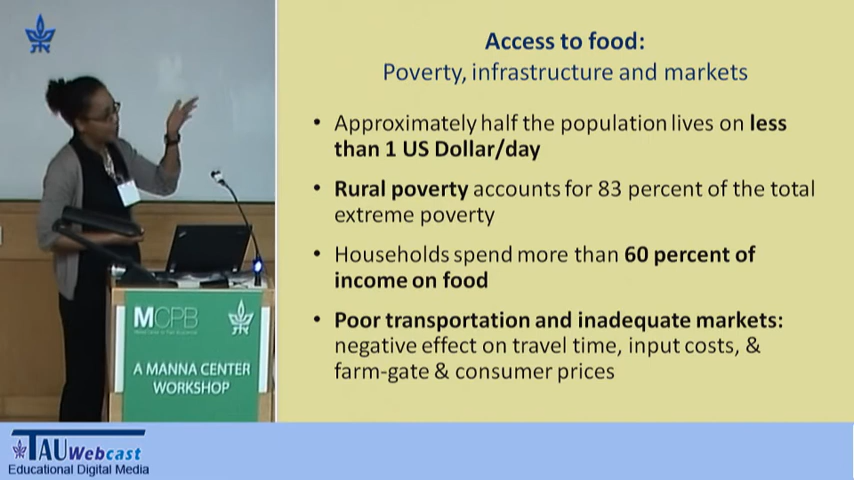 Access to food:
Poverty, infrastructure and markets
• Approximately half the population lives on less
than 1 US Dollar/day
• Rural poverty accounts for 83 percent of the total
extreme poverty
• Households spend more than 60 percent of
income on food
• Poor transportation and inadequate markets:
negative effect on travel time, input costs, &
farm-gate & consumer prices
MCPB
A MANNA CENTER
WORKSHOP
TAU Webcast
Educational Digital Media